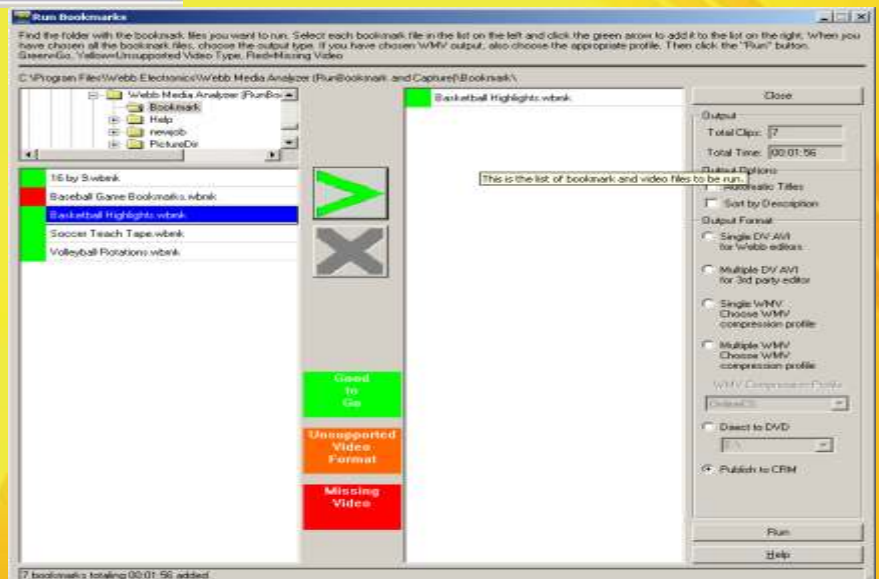 Run Bookmarks
Find the folder with the bookmark files you want to run. Select each bookmark file in the list on the left and click the green arrow to add it to the list on the right. When you
have chosen all the bookmark files, choose the output type. If you have chosen WMV output, also choose the appropriate profile. Then click the "Run" button.
Green=Go, Yellow=Unsupported Video Type, Red=Missing Video
C:\Program Files\Webb Electronics\Webb Media Analyzer (RunBookmark and Capture)\Bookmark\
Webb Media Analyzer (RunBo
Bookmark
Help
newjob
PictureDir
16 by 9.wbmk
Baseball Game Bookmarks.wbmk
Basketball Highlights.wbmk
Soccer Teach Tape.wbmk
Volleyball Rotations.wbmk
Good
to
Go
Unsupported
Video
Format
Missing
Video
Basketball Highlights.wbmk
This is the list of bookmark and video files to be run.
Close
Output
Total Clips: 7
Total Time: 00:01:56
Output Options
Automatic Titles
Sort by Description
Output Format
Single DV AVI
for Webb editors
Multiple DV AVI
for 3rd party editor
Single WMV
Choose WMV
compression profile
Multiple WMV
Choose WMV
compression profile
WMV Compression Profile
Direct to DVD
Publish to CRM
Run
Help
7 bookmarks totaling 00:01:56 added.